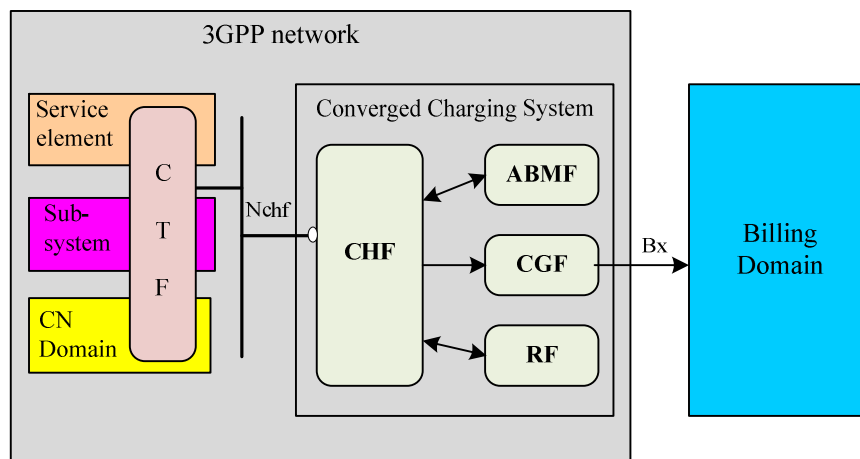 3GPP network
Service
element
Sub-
system
CN
Domain
C
T
F
Nchf
Converged Charging System
CHF
ABMF
CGF
RF
Bx
Billing
Domain